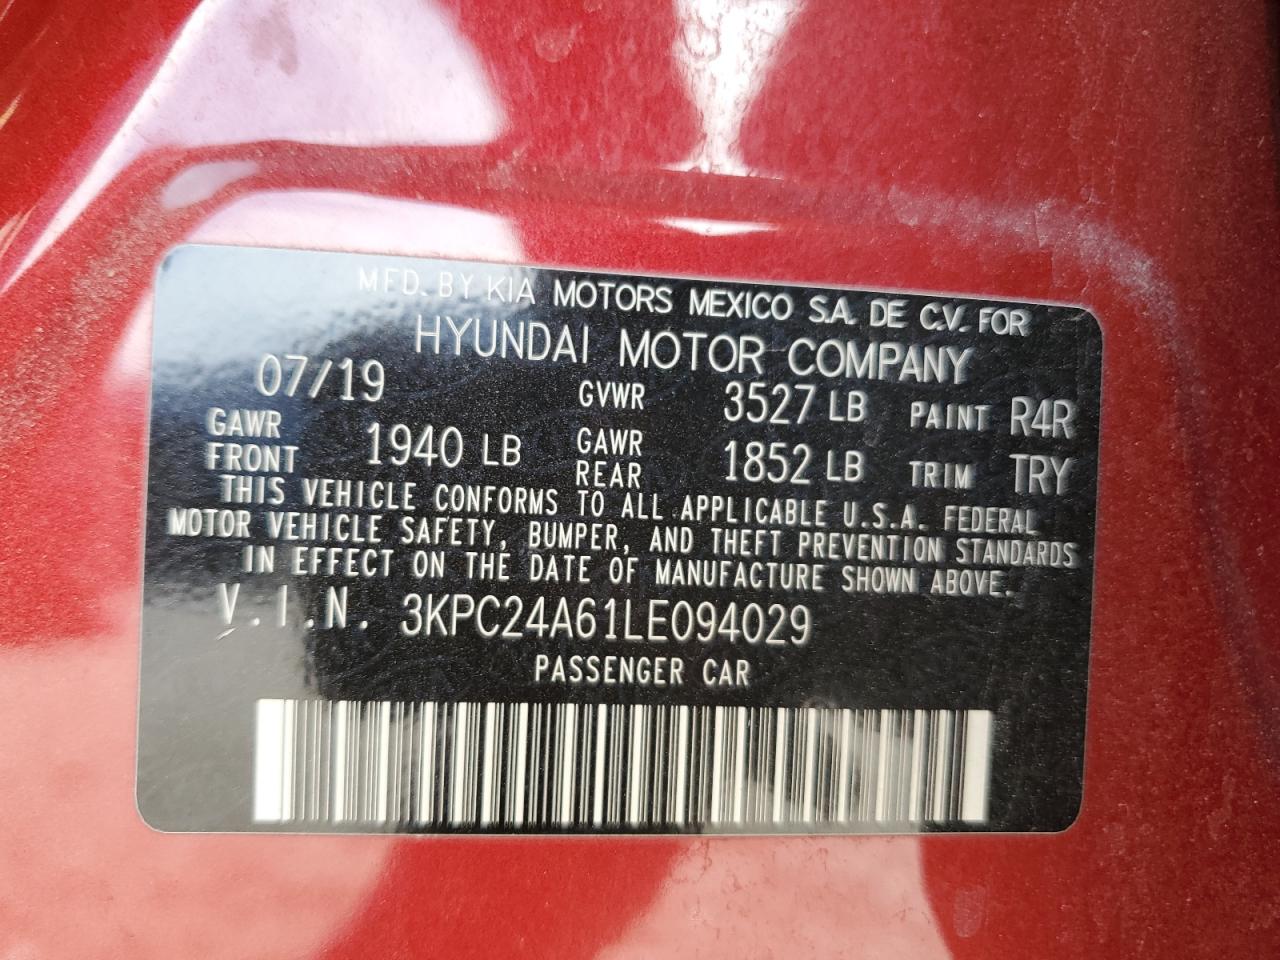 MFD. BY KIA MOTORS MEXICO S.A. DE C.V. FOR
HYUNDAI MOTOR COMPANY
07/19 GVWR 3527 LB PAINT R4R
GAWR FRONT 1940 LB GAWR REAR 1852 LB TRIM TRY
THIS VEHICLE CONFORMS TO ALL APPLICABLE U.S.A. FEDERAL
MOTOR VEHICLE SAFETY, BUMPER, AND THEFT PREVENTION STANDARDS
IN EFFECT ON THE DATE OF MANUFACTURE SHOWN ABOVE.
V.I.N. 3KPC24A61LE094029
PASSENGER CAR